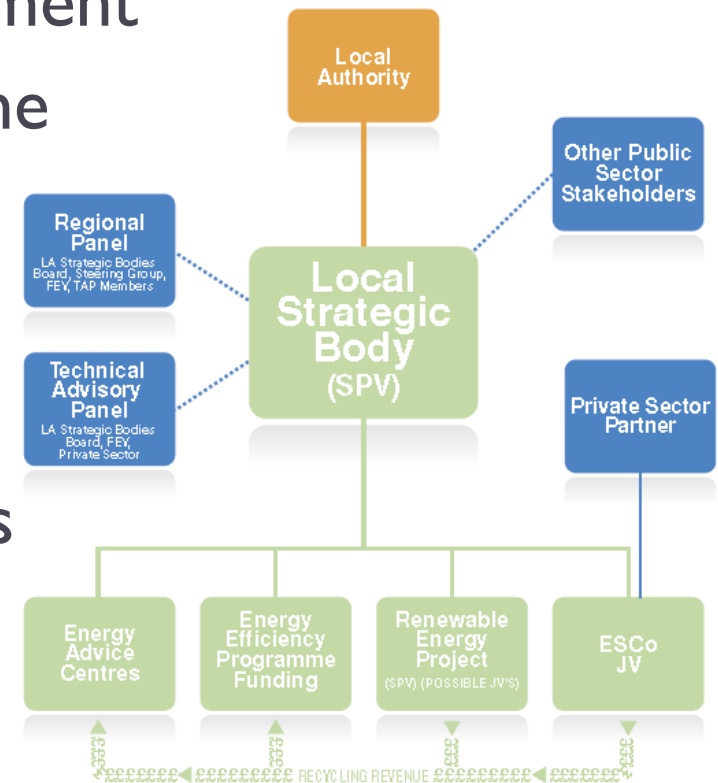 ment
ne
s
Local
Authority
Other Public
Sector
Stakeholders
Regional
Panel
LA Strategic Bodies
Board, Steering Group,
FEY, TAP Members
Local
Strategic
Body
(SPV)
Technical
Advisory
Panel
LA Strategic Bodies
Board, FEY,
Private Sector
Private Sector
Partner
Energy
Advice
Centres
Energy
Efficiency
Programme
Funding
Renewable
Energy
Project
(SPV) (POSSIBLE JV'S)
ESCo
JV
££££
£££
£££
££££
£££££££ ££££££££££ RECYCLING REVENUE ££££££££££ £££££££